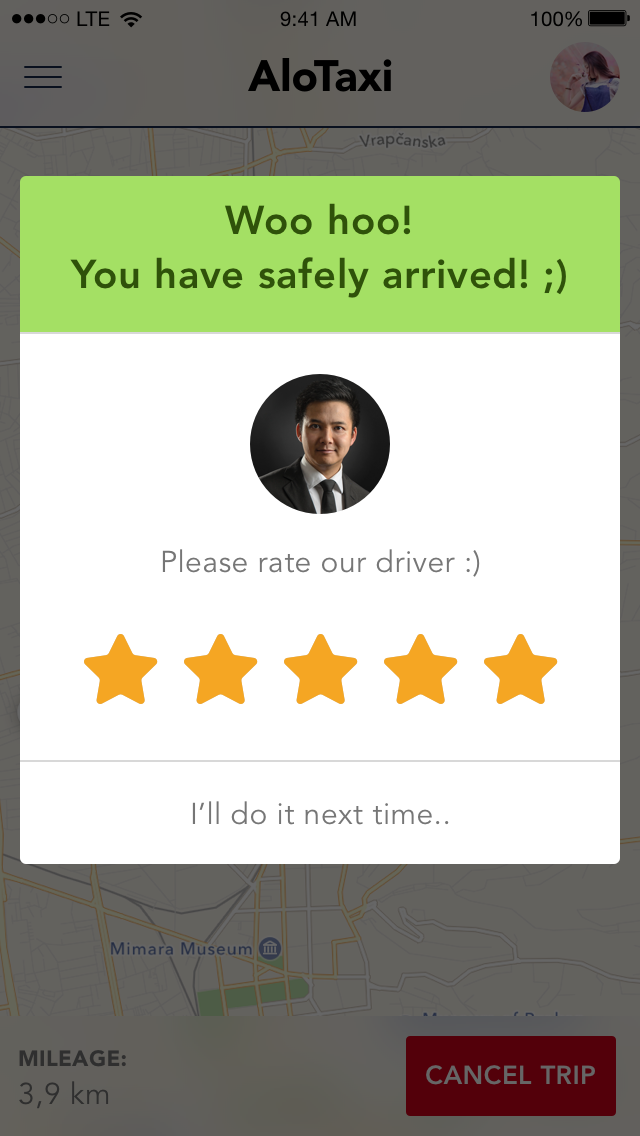 LTE 9:41 AM 100%
AloTaxi
Vrapčanska
Woo hoo!
You have safely arrived! ;)
Please rate our driver :)
I’ll do it next time..
Mimara Museum
MILEAGE:
3,9 km
CANCEL TRIP